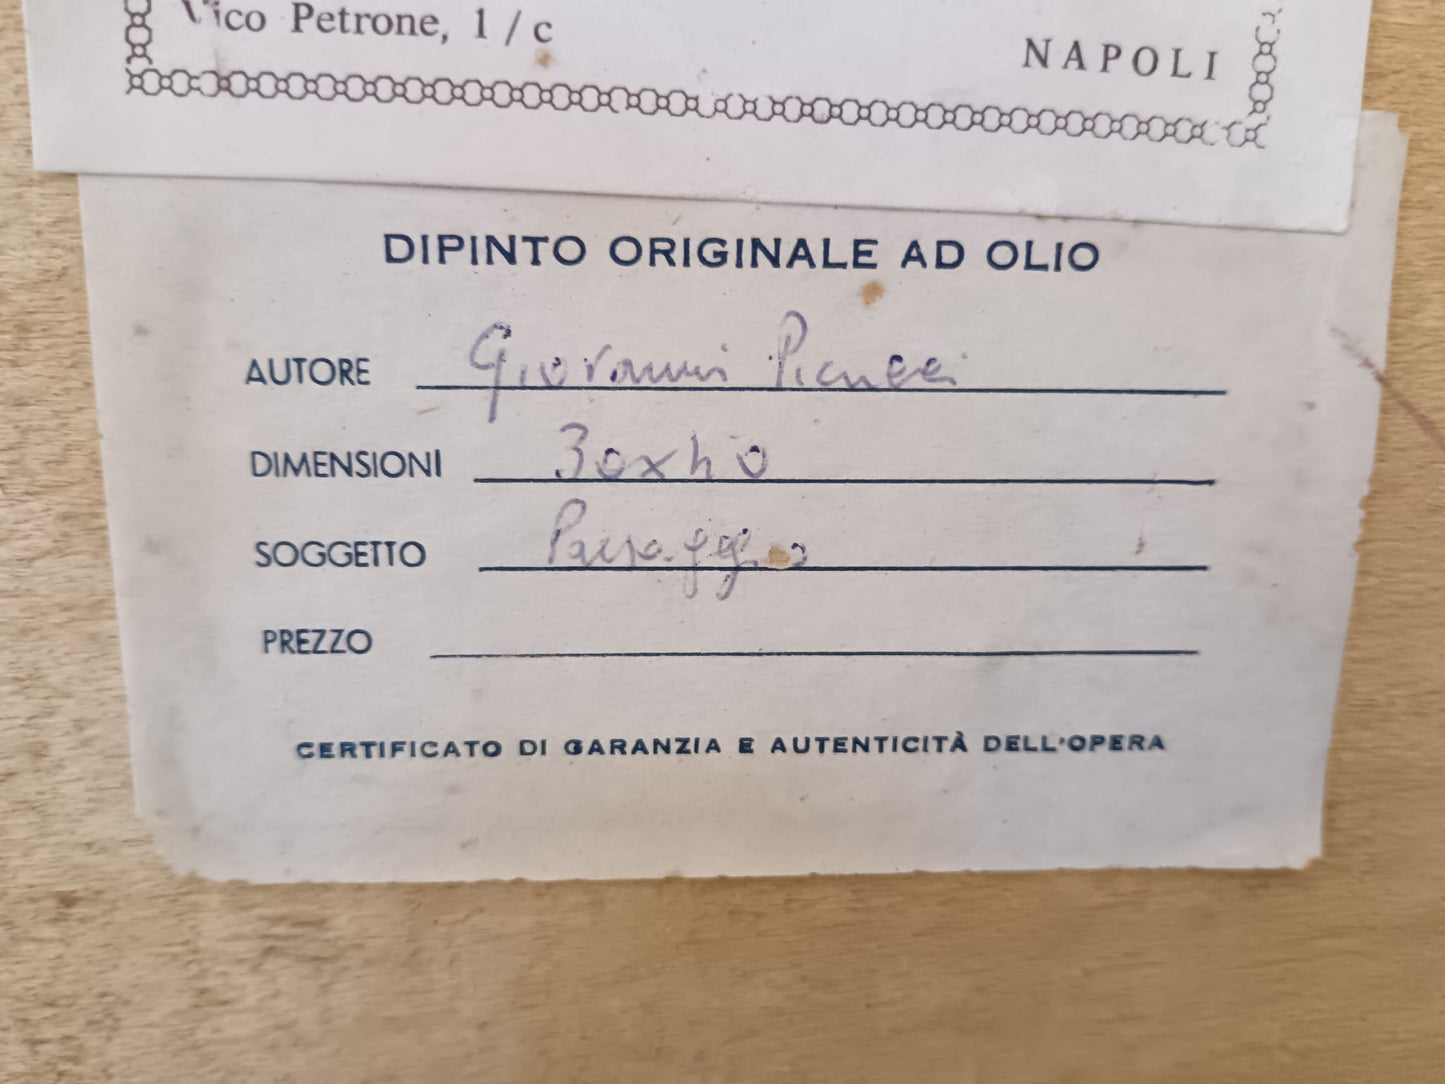 Vico Petrone, 1 / c
NAPOLI
DIPINTO ORIGINALE AD OLIO
AUTORE Giovanni
DIMENSIONI 30x40
SOGGETTO Paesaggio
PREZZO
CERTIFICATO DI GARANZIA E AUTENTICITÀ DELL'OPERA